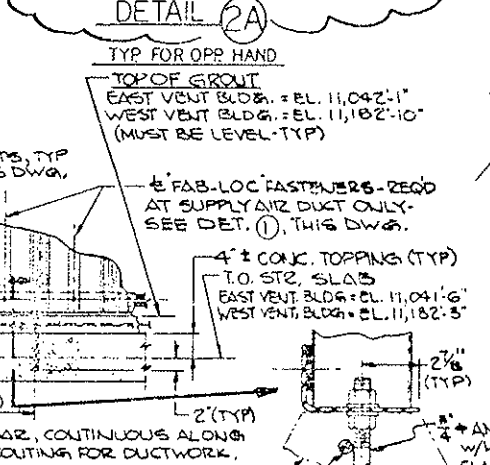 DETAIL 2A
TYP FOR OPP HAND
TOP OF GROUT
EAST VENT BLDG. = EL. 11,042'-1"
WEST VENT BLDG. = EL. 11,182'-10"
(MUST BE LEVEL-TYP)
TS, TYP
S DWG.
℄ FAB-LOC FASTENERS-REQD
AT SUPPLY AIR DUCT ONLY-
SEE DET. 1, THIS DWG.
4"± CONC. TOPPING (TYP)
T.O. STR. SLAB
EAST VENT. BLDG = EL. 11,041'-6"
WEST VENT. BLDG = EL. 11,182'-3"
2 7/8"
(TYP)
2" (TYP)
AR, CONTINUOUS ALONG
OUTING FOR DUCTWORK.
3/4" ϕ AN
W/